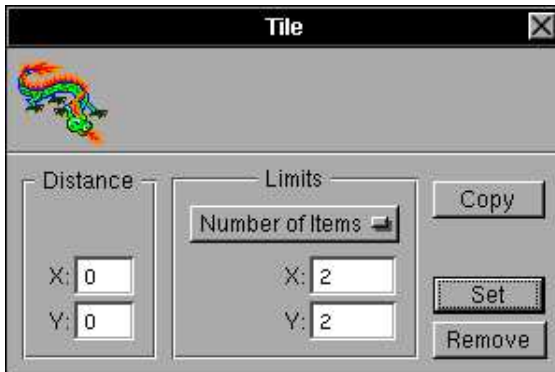 Tile
Distance
X: 0
Y: 0
Limits
Number of Items
X: 2
Y: 2
Copy
Set
Remove